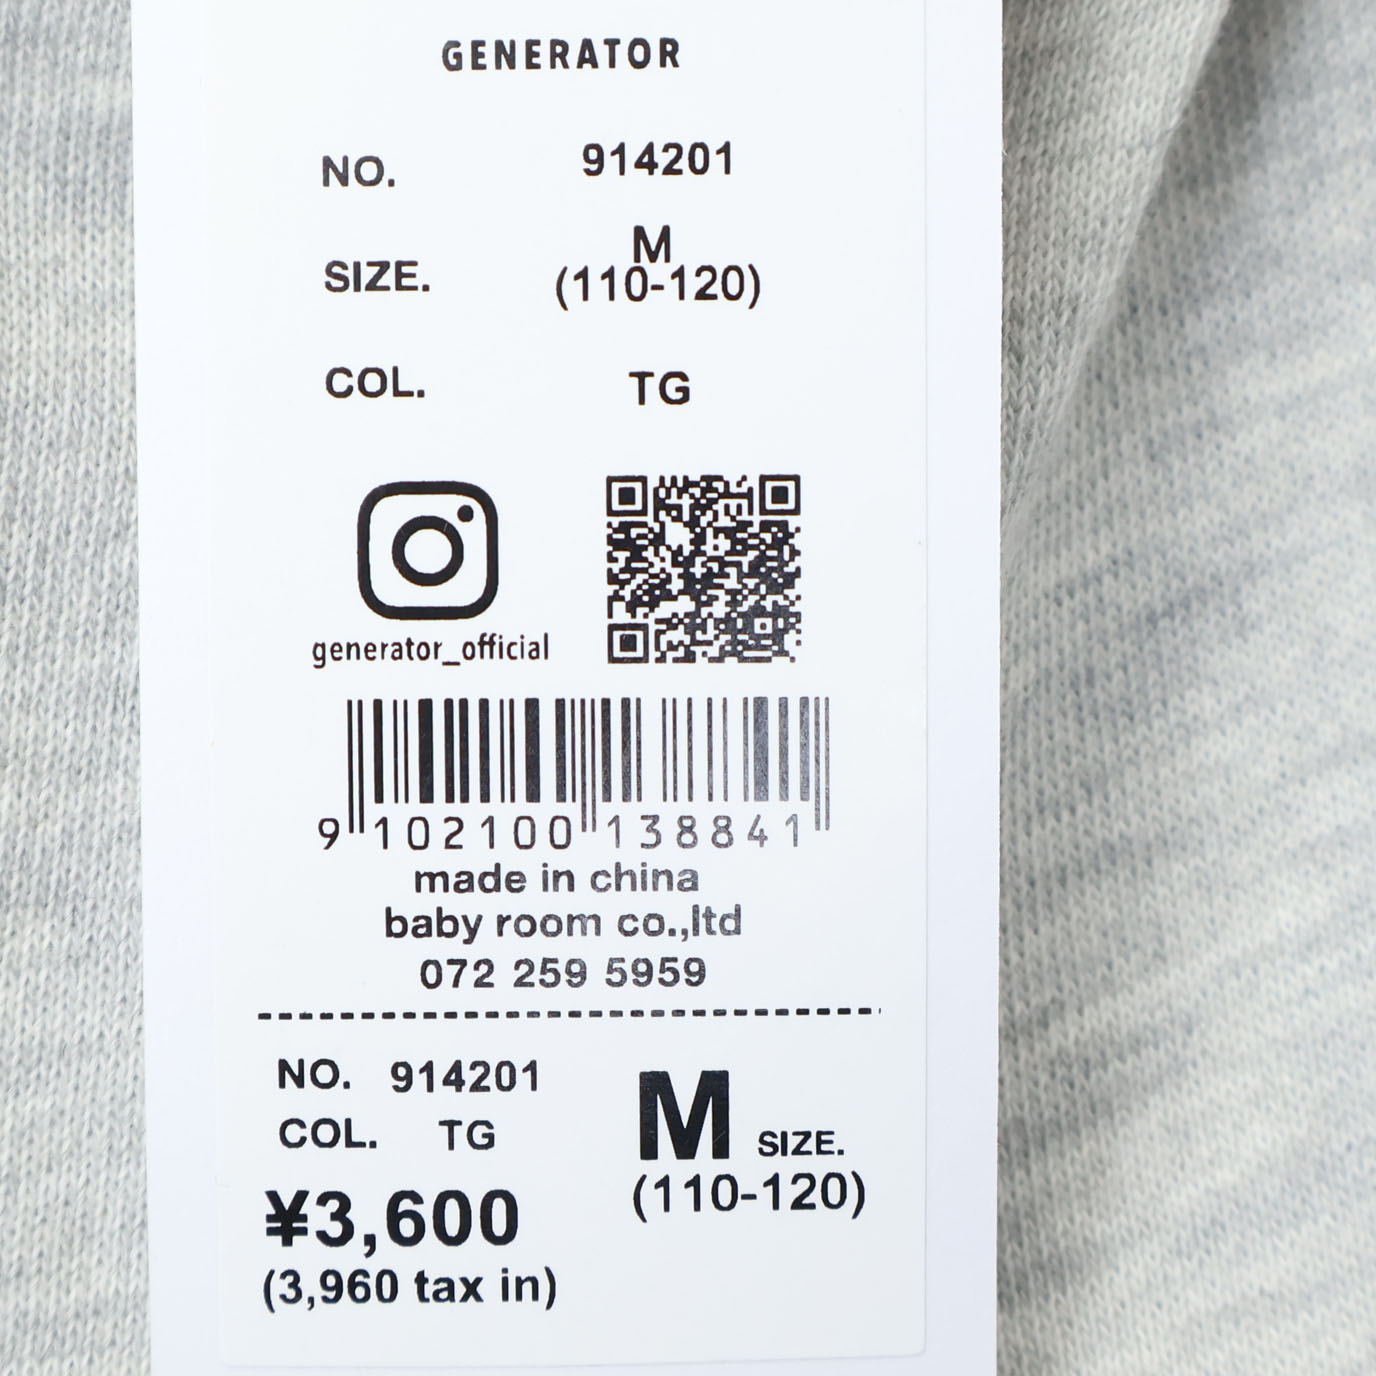 GENERATOR
NO. 914201
SIZE. M
(110-120)
COL. TG
generator_official
9 102100 138841
made in china
baby room co.,ltd
072 259 5959
NO. 914201
COL. TG
M SIZE.
(110-120)
¥3,600
(3,960 tax in)